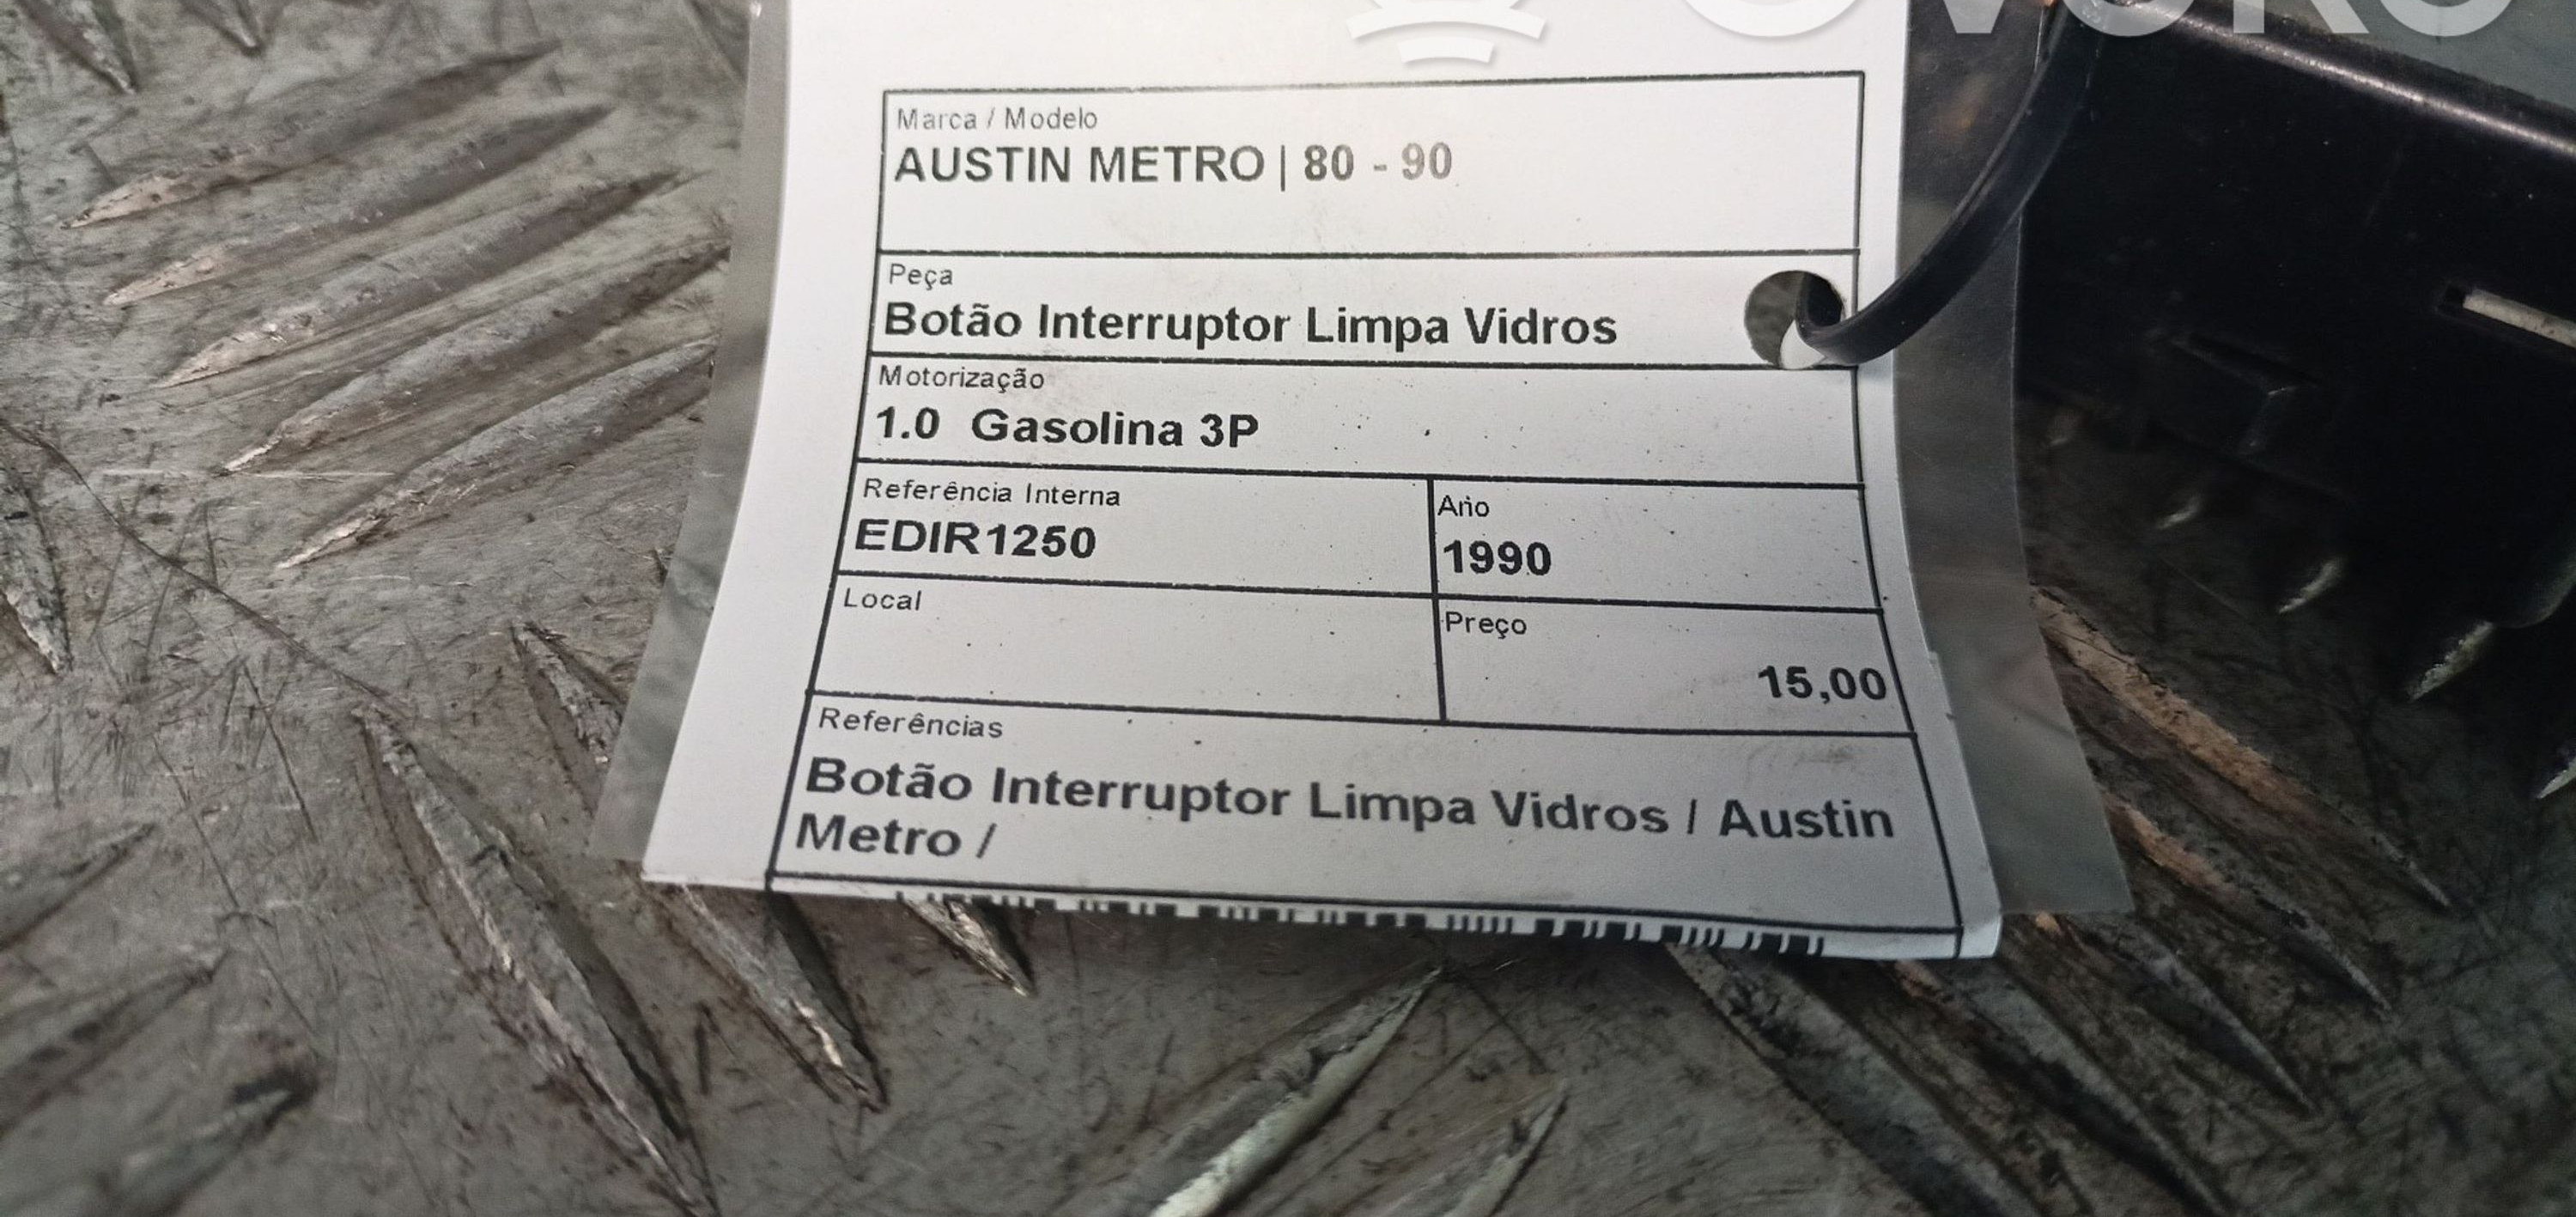 Marca / Modelo
AUSTIN METRO | 80 - 90
Peça
Botão Interruptor Limpa Vidros
Motorização
1.0 Gasolina 3P
Referência Interna
EDIR1250
Ano
1990
Local
Preço
15,00
Referências
Botão Interruptor Limpa Vidros / Austin
Metro /